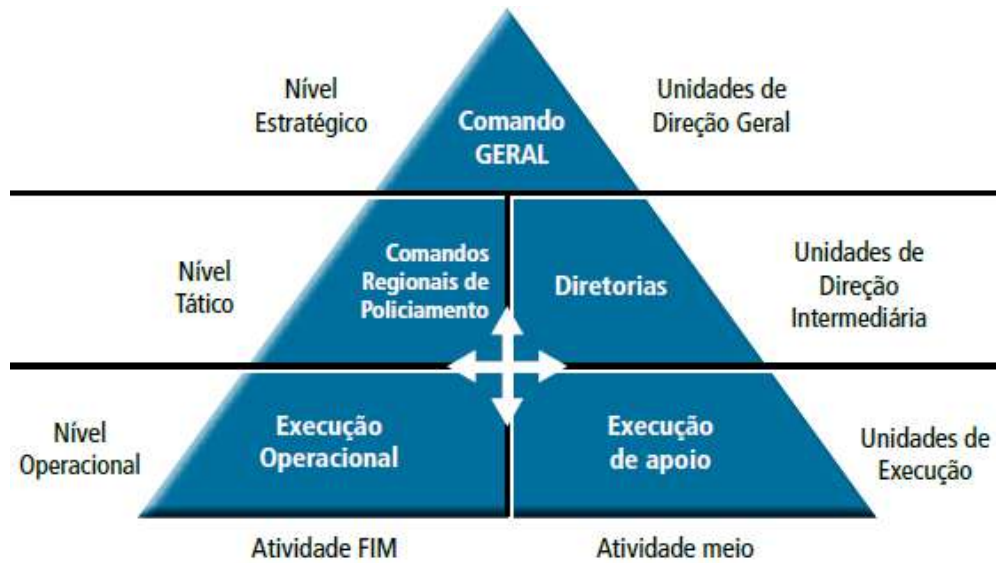 Nível
Estratégico
Comando
GERAL
Unidades de
Direção Geral
Nível
Tático
Comandos
Regionais de
Policiamento
Diretorias
Unidades de
Direção
Intermediária
Nível
Operacional
Execução
Operacional
Execução
de apoio
Unidades de
Execução
Atividade FIM
Atividade meio